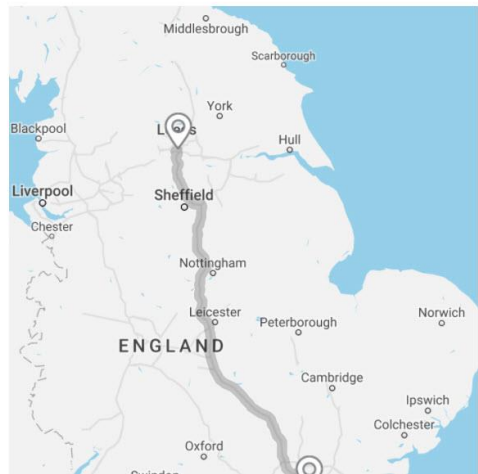 Middlesbrough
Scarborough
York
Blackpool
Hull
Liverpool
Sheffield
Chester
Nottingham
Leicester
Peterborough
Norwich
ENGLAND
Cambridge
Ipswich
Colchester
Oxford